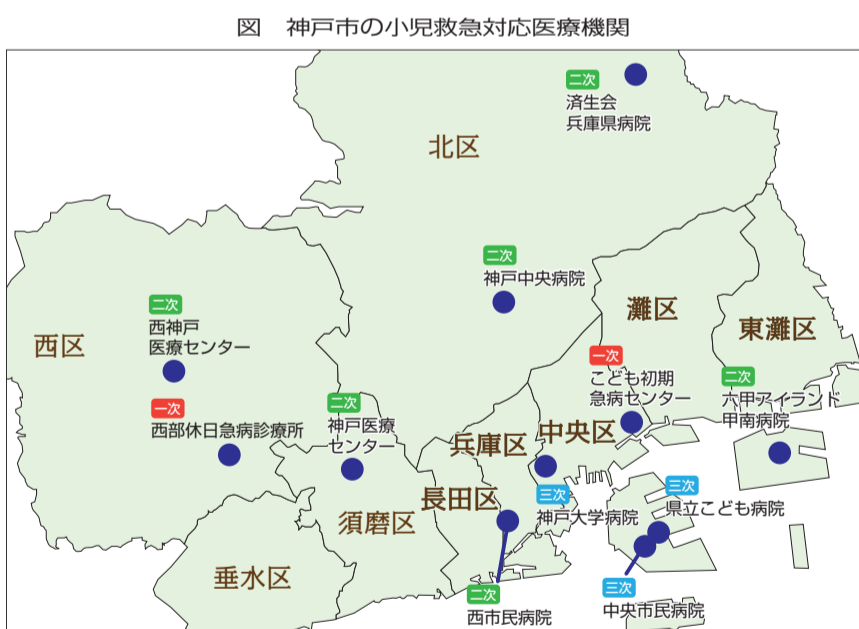 図 神戸市の小児救急対応医療機関
二次
済生会
兵庫県病院
北区
二次
神戸中央病院
灘区
東灘区
二次
西神戸
医療センター
西区
一次
こども初期
急病センター
二次
六甲アイランド
甲南病院
一次
西部休日急病診療所
二次
神戸医療
センター
兵庫区
中央区
長田区
三次
神戸大学病院
三次
県立こども病院
須磨区
垂水区
二次
西市民病院
三次
中央市民病院